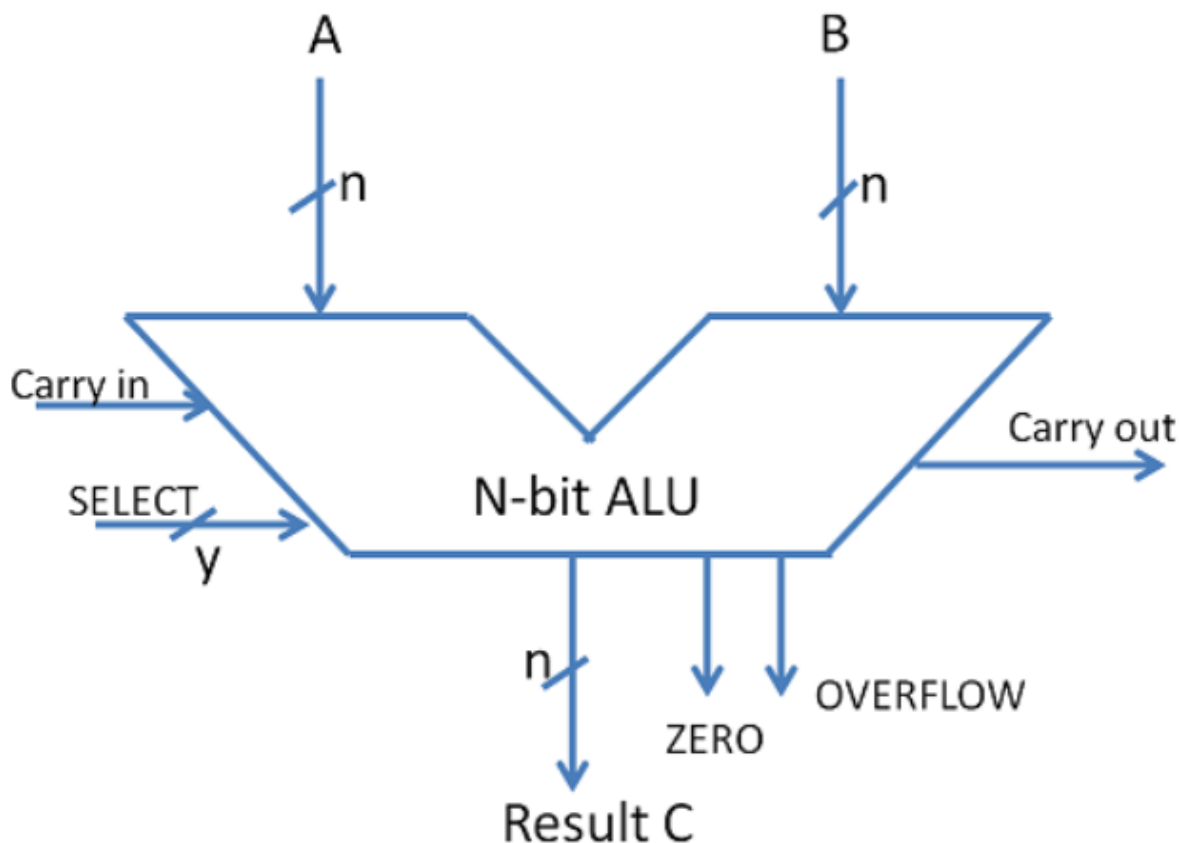 A
B
n
n
Carry in
Carry out
SELECT
N-bit ALU
y
n
OVERFLOW
ZERO
Result C